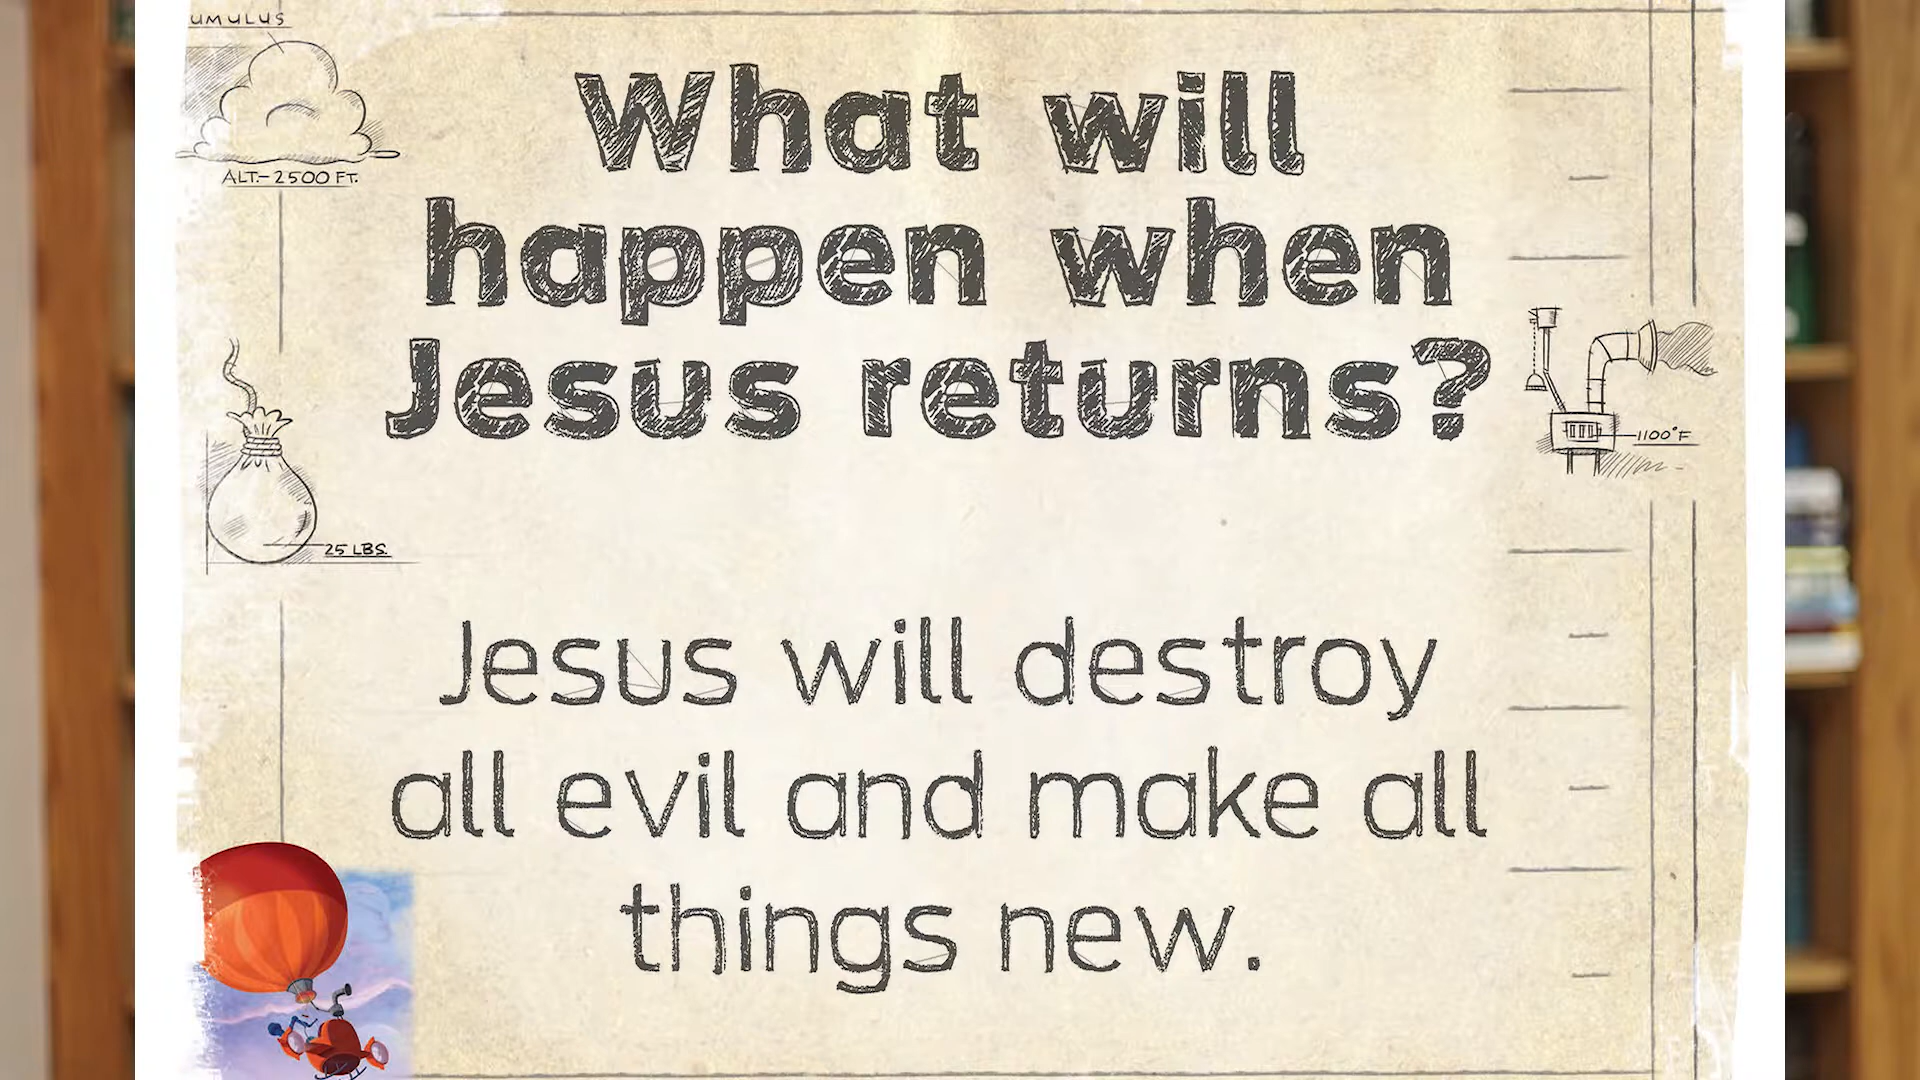 UMULUS
ALT.-2500 FT.
What will
happen when
Jesus returns?
1100°F
25 LBS.
Jesus will destroy
all evil and make all
things new.